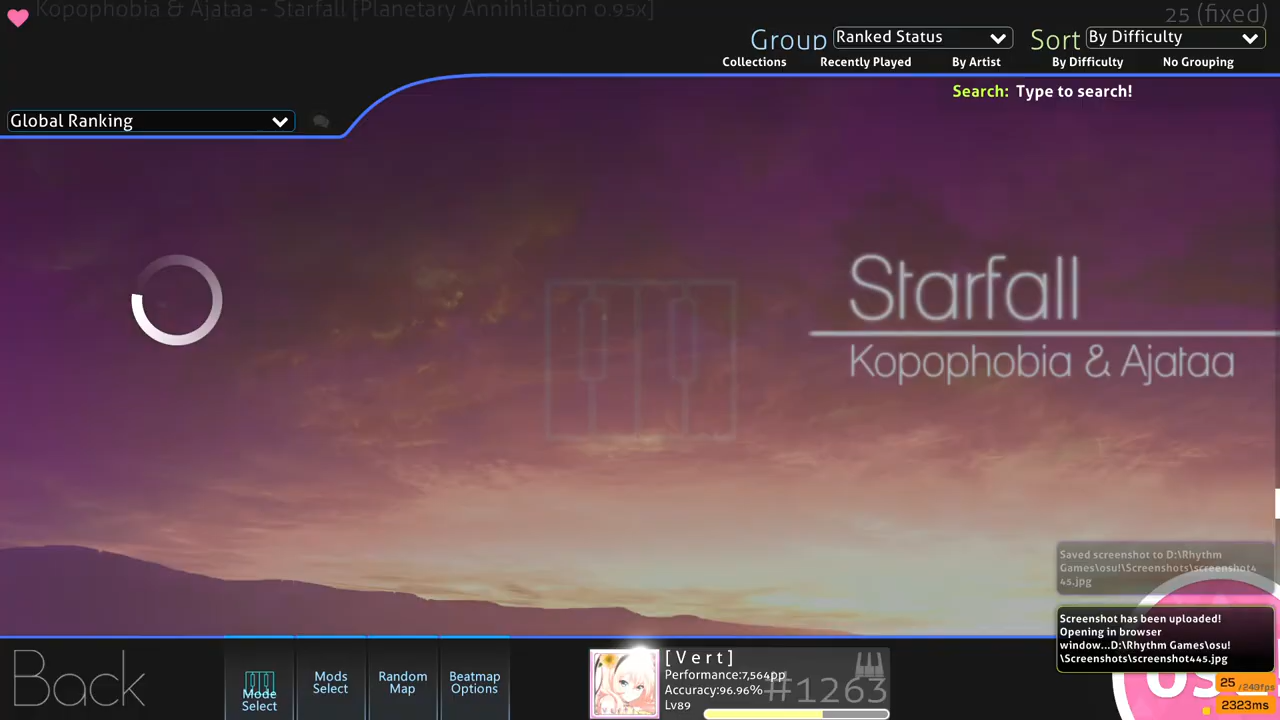 Kopophobia & Ajataa - Starfall [Planetary Annihilation 0.95x]
25 (fixed)
Group
Ranked Status
Sort
By Difficulty
Collections
Recently Played
By Artist
By Difficulty
No Grouping
Search: Type to search!
Global Ranking
Starfall
Kopophobia & Ajataa
Saved screenshot to D:\Rhythm
Games\osu!\Screenshots\screenshot4
45.jpg
Screenshot has been uploaded!
Opening in browser
window...D:\Rhythm Games\osu!
\Screenshots\screenshot445.jpg
Back
Mode
Select
Mods
Select
Random
Map
Beatmap
Options
[Vert]
Performance:7,564pp
Accuracy:96.96%
Lv89
#1263
25 /240fps
2323ms